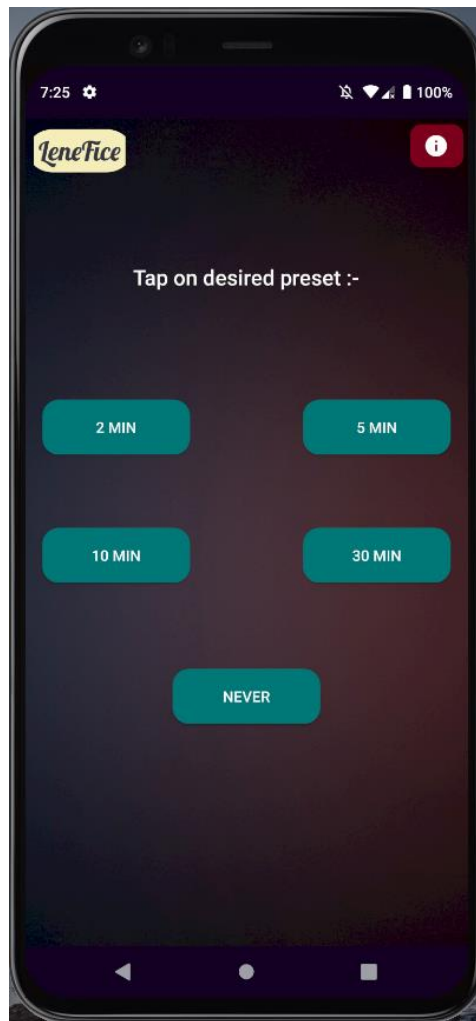 7:25 100%
LeneFice
Tap on desired preset :-
2 MIN 5 MIN
10 MIN 30 MIN
NEVER